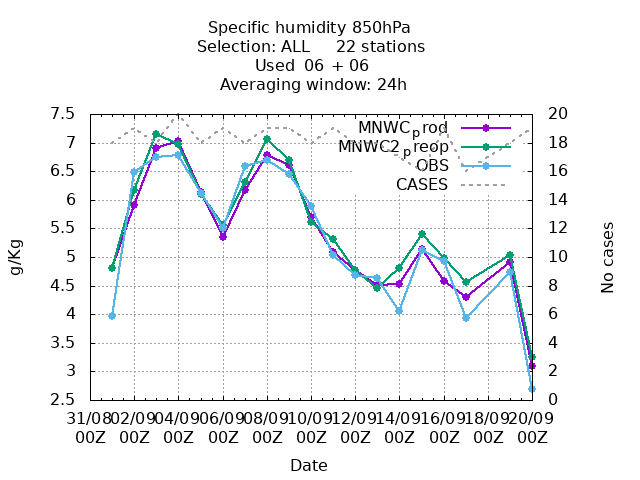 Specific humidity 850hPa
Selection: ALL 22 stations
Used 06 + 06
Averaging window: 24h
7.5 20
MNWCprod
7 18
MNWC2preop
6.5 OBS 16
CASES
6 14
5.5 12
5 10
4.5 8
4 6
3.5 4
3 2
2.5 0
g/Kg
No cases
31/08 02/09 04/09 06/09 08/09 10/09 12/09 14/09 16/09 18/09 20/09
00Z 00Z 00Z 00Z 00Z 00Z 00Z 00Z 00Z 00Z 00Z
Date